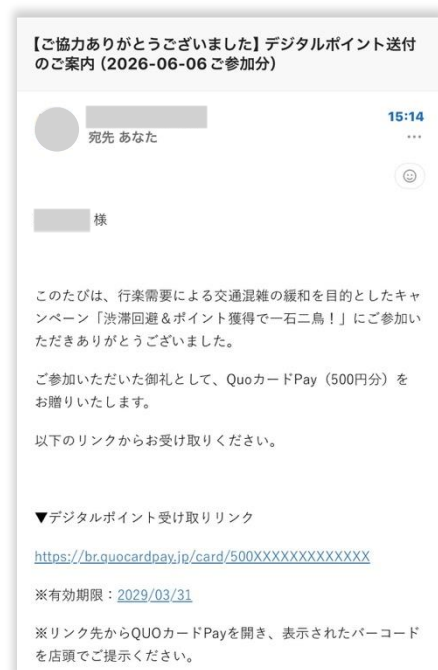 【ご協力ありがとうございました】デジタルポイント送付
のご案内（2026-06-06ご参加分）
15:14
宛先 あなた
様
このたびは、行楽需要による交通混雑の緩和を目的としたキャ
ンペーン「渋滞回避＆ポイント獲得で一石二鳥！」にご参加い
ただきありがとうございました。
ご参加いただいた御礼として、QuoカードPay（500円分）を
お贈りいたします。
以下のリンクからお受け取りください。
▼デジタルポイント受け取りリンク
https://br.quocardpay.jp/card/500XXXXXXXXXXXXX
※有効期限：2029/03/31
※リンク先からQUOカードPayを開き、表示されたバーコード
を店頭でご提示ください。